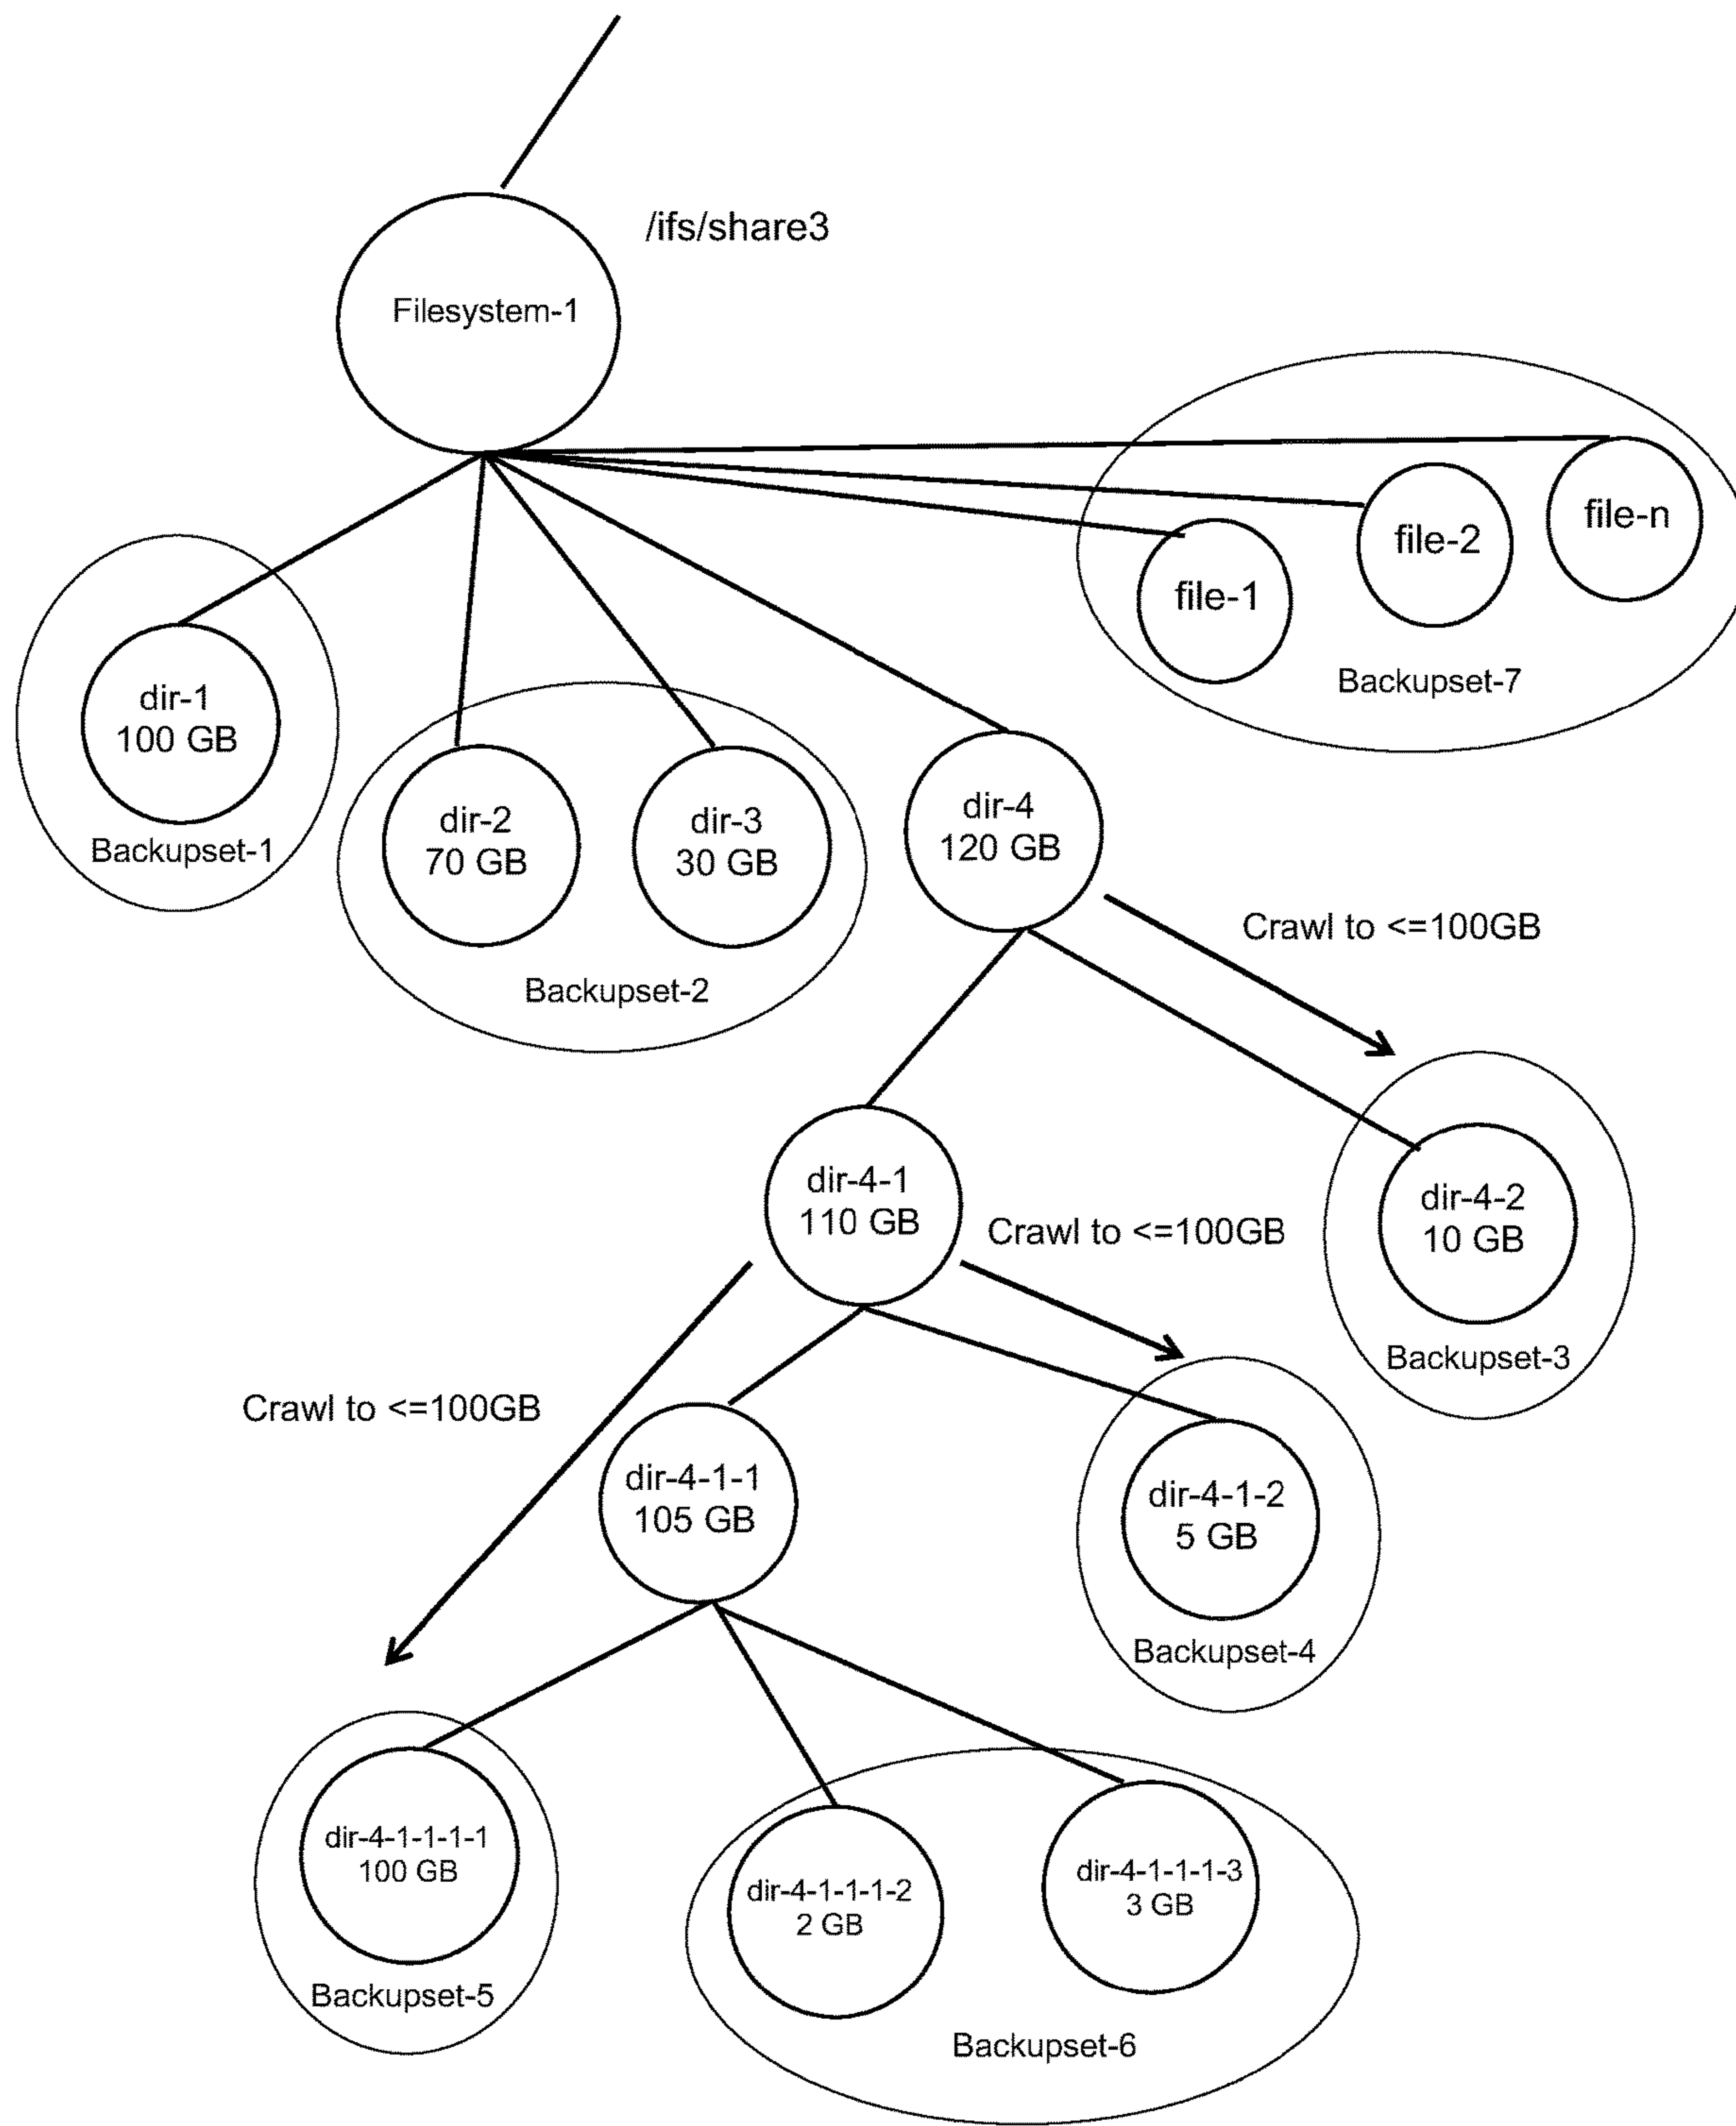 /ifs/share3
Filesystem-1
file-n
file-2
file-1
Backupset-7
dir-1
100 GB
Backupset-1
dir-2
70 GB
dir-3
30 GB
Backupset-2
dir-4
120 GB
Crawl to <=100GB
dir-4-1
110 GB
Crawl to <=100GB
dir-4-2
10 GB
Backupset-3
Crawl to <=100GB
dir-4-1-1
105 GB
dir-4-1-2
5 GB
Backupset-4
dir-4-1-1-1-1
100 GB
Backupset-5
dir-4-1-1-1-2
2 GB
dir-4-1-1-1-3
3 GB
Backupset-6